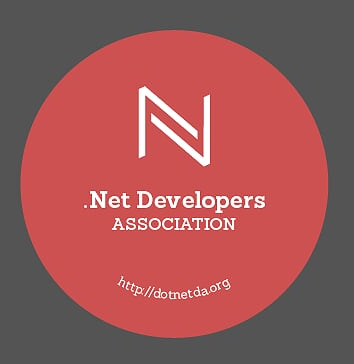 N
.Net Developers
ASSOCIATION
http://dotnetda.org